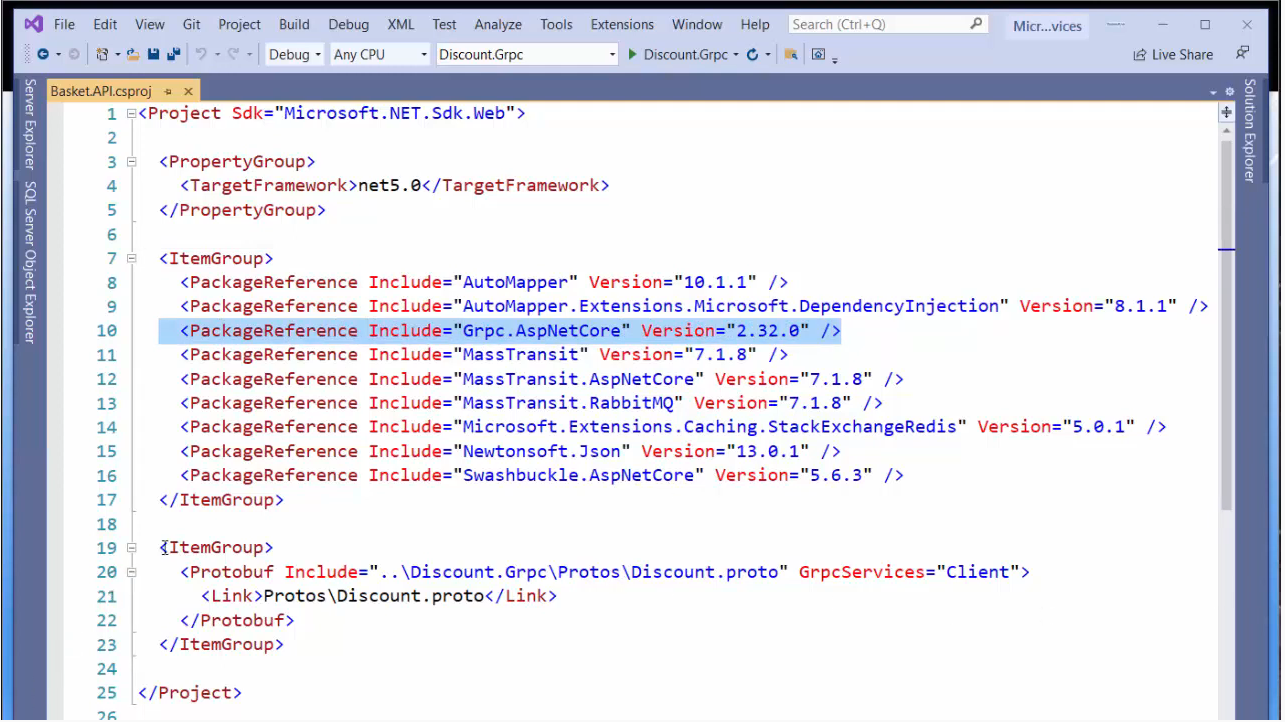 File Edit View Git Project Build Debug XML Test Analyze Tools Extensions Window Help Search (Ctrl+Q) Micr...vices
Debug Any CPU Discount.Grpc Discount.Grpc Live Share
Server Explorer
SQL Server Object Explorer
Basket.API.csproj
Solution Explorer
1 <Project Sdk="Microsoft.NET.Sdk.Web">
2
3 <PropertyGroup>
4 <TargetFramework>net5.0</TargetFramework>
5 </PropertyGroup>
6
7 <ItemGroup>
8 <PackageReference Include="AutoMapper" Version="10.1.1" />
9 <PackageReference Include="AutoMapper.Extensions.Microsoft.DependencyInjection" Version="8.1.1" />
10 <PackageReference Include="Grpc.AspNetCore" Version="2.32.0" />
11 <PackageReference Include="MassTransit" Version="7.1.8" />
12 <PackageReference Include="MassTransit.AspNetCore" Version="7.1.8" />
13 <PackageReference Include="MassTransit.RabbitMQ" Version="7.1.8" />
14 <PackageReference Include="Microsoft.Extensions.Caching.StackExchangeRedis" Version="5.0.1" />
15 <PackageReference Include="Newtonsoft.Json" Version="13.0.1" />
16 <PackageReference Include="Swashbuckle.AspNetCore" Version="5.6.3" />
17 </ItemGroup>
18
19 <ItemGroup>
20 <Protobuf Include="..\Discount.Grpc\Protos\Discount.proto" GrpcServices="Client">
21 <Link>Protos\Discount.proto</Link>
22 </Protobuf>
23 </ItemGroup>
24
25 </Project>
26